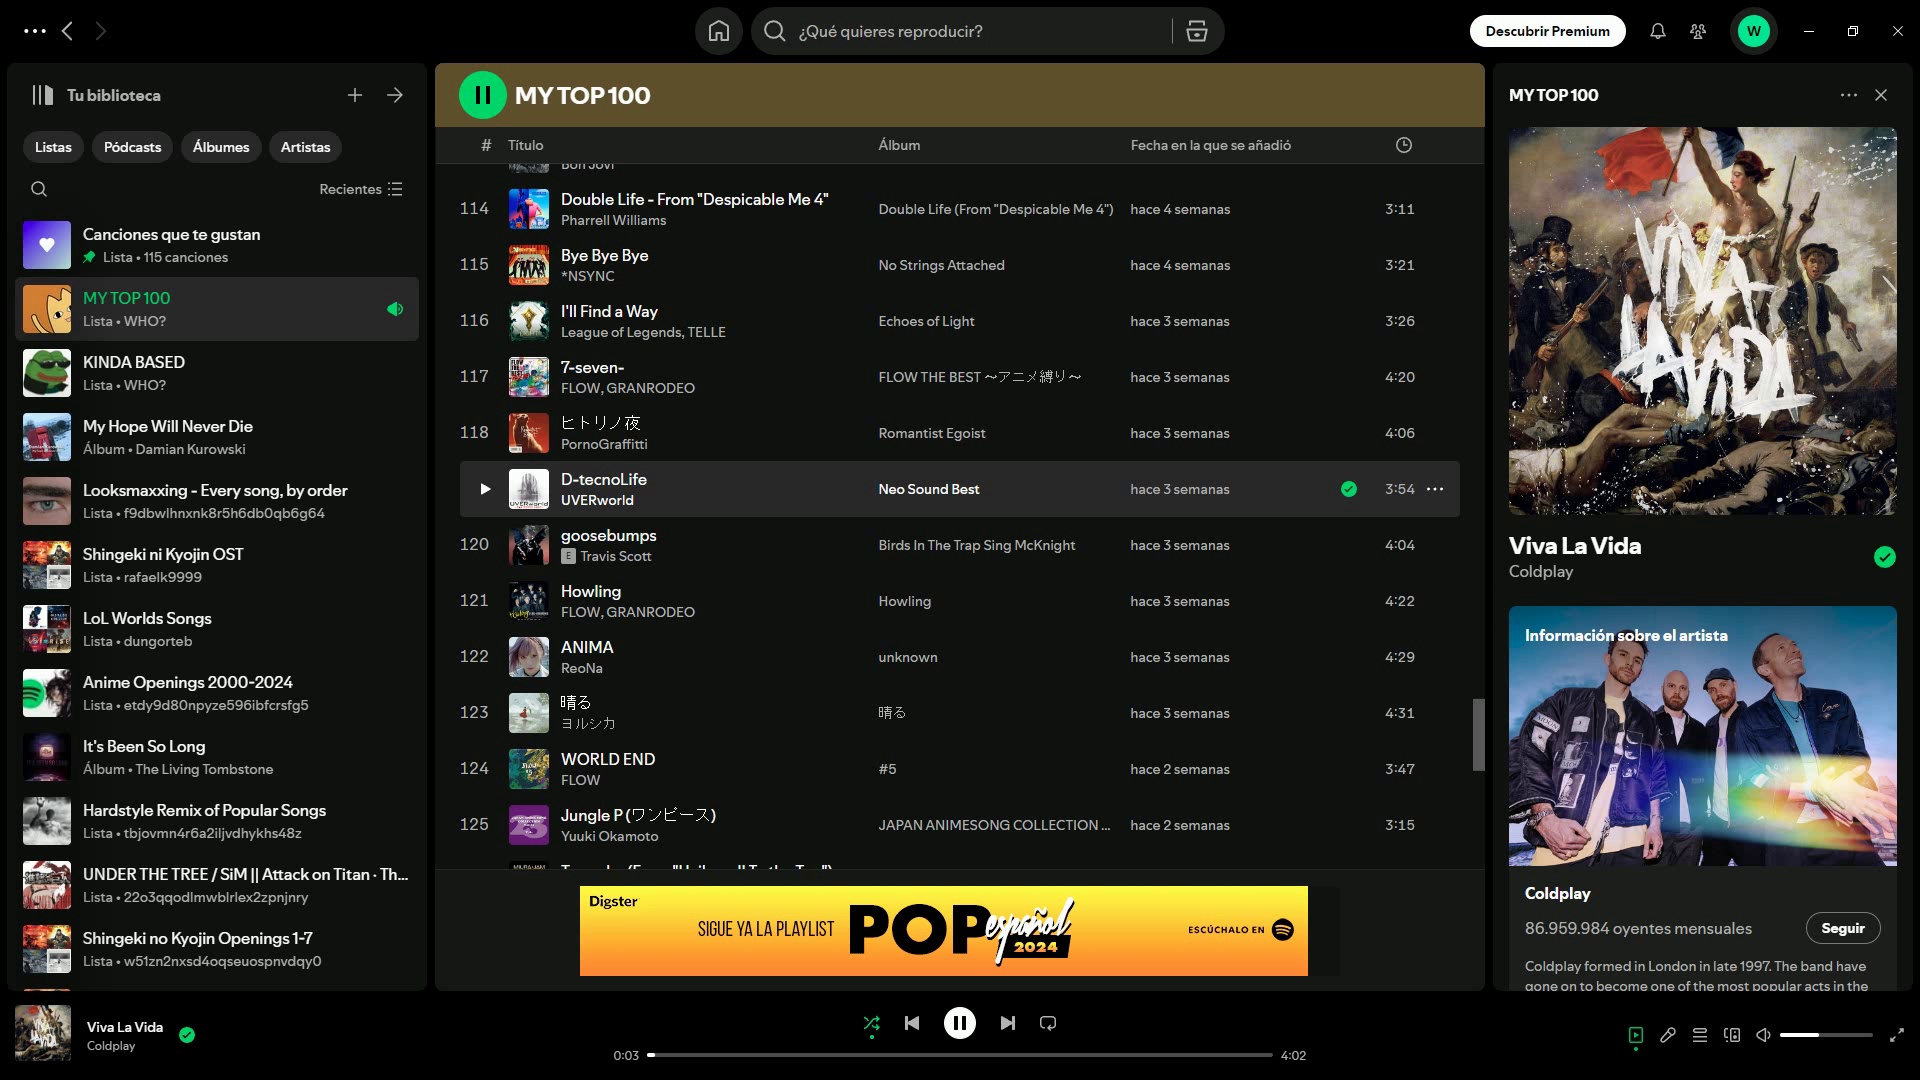 ¿Qué quieres reproducir?
Descubrir Premium
W
Tu biblioteca
Listas
Pódcasts
Álbumes
Artistas
Recientes
Canciones que te gustan
Lista • 115 canciones
MY TOP 100
Lista • WHO?
KINDA BASED
Lista • WHO?
My Hope Will Never Die
Álbum • Damian Kurowski
Looksmaxxing - Every song, by order
Lista • f9dbwlhnxnk8r5h6db0qb6g64
Shingeki ni Kyojin OST
Lista • rafaelk9999
LoL Worlds Songs
Lista • dungorteb
Anime Openings 2000-2024
Lista • etdy9d80npyze596ibfcrsfg5
It's Been So Long
Álbum • The Living Tombstone
Hardstyle Remix of Popular Songs
Lista • tbjovmn4r6a2iljvdhykhs48z
UNDER THE TREE / SiM || Attack on Titan · Th...
Lista • 22o3qqodlmwblrlex2zpnjnry
Shingeki no Kyojin Openings 1-7
Lista • w51zn2nxsd4oqseuospnvdqy0
MY TOP 100
# Título Álbum Fecha en la que se añadió
Bon Jovi
114 Double Life - From "Despicable Me 4" Double Life (From "Despicable Me 4") hace 4 semanas 3:11
Pharrell Williams
115 Bye Bye Bye No Strings Attached hace 4 semanas 3:21
*NSYNC
116 I'll Find a Way Echoes of Light hace 3 semanas 3:26
League of Legends, TELLE
117 7-seven- FLOW THE BEST ～アニメ縛り～ hace 3 semanas 4:20
FLOW, GRANRODEO
118 ヒトリノ夜 Romantist Egoist hace 3 semanas 4:06
PornoGraffitti
D-tecnoLife Neo Sound Best hace 3 semanas 3:54
UVERworld
120 goosebumps Birds In The Trap Sing McKnight hace 3 semanas 4:04
E Travis Scott
121 Howling Howling hace 3 semanas 4:22
FLOW, GRANRODEO
122 ANIMA unknown hace 3 semanas 4:29
ReoNa
123 晴る 晴る hace 3 semanas 4:31
ヨルシカ
124 WORLD END #5 hace 2 semanas 3:47
FLOW
125 Jungle P (ワンピース) JAPAN ANIMESONG COLLECTION ... hace 2 semanas 3:15
Yuuki Okamoto
Digster
SIGUE YA LA PLAYLIST
POP español
2024
ESCÚCHALO EN
MY TOP 100
VIVA
LA VIDA
Viva La Vida
Coldplay
Información sobre el artista
Coldplay
86.959.984 oyentes mensuales
Seguir
Coldplay formed in London in late 1997. The band have
gone on to become one of the most popular acts in the
Viva La Vida
Coldplay
0:03
4:02